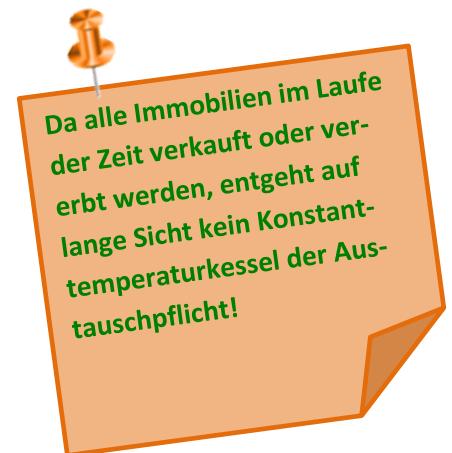 Da alle Immobilien im Laufe
der Zeit verkauft oder ver-
erbt werden, entgeht auf
lange Sicht kein Konstant-
temperaturkessel der Aus-
tauschpflicht!